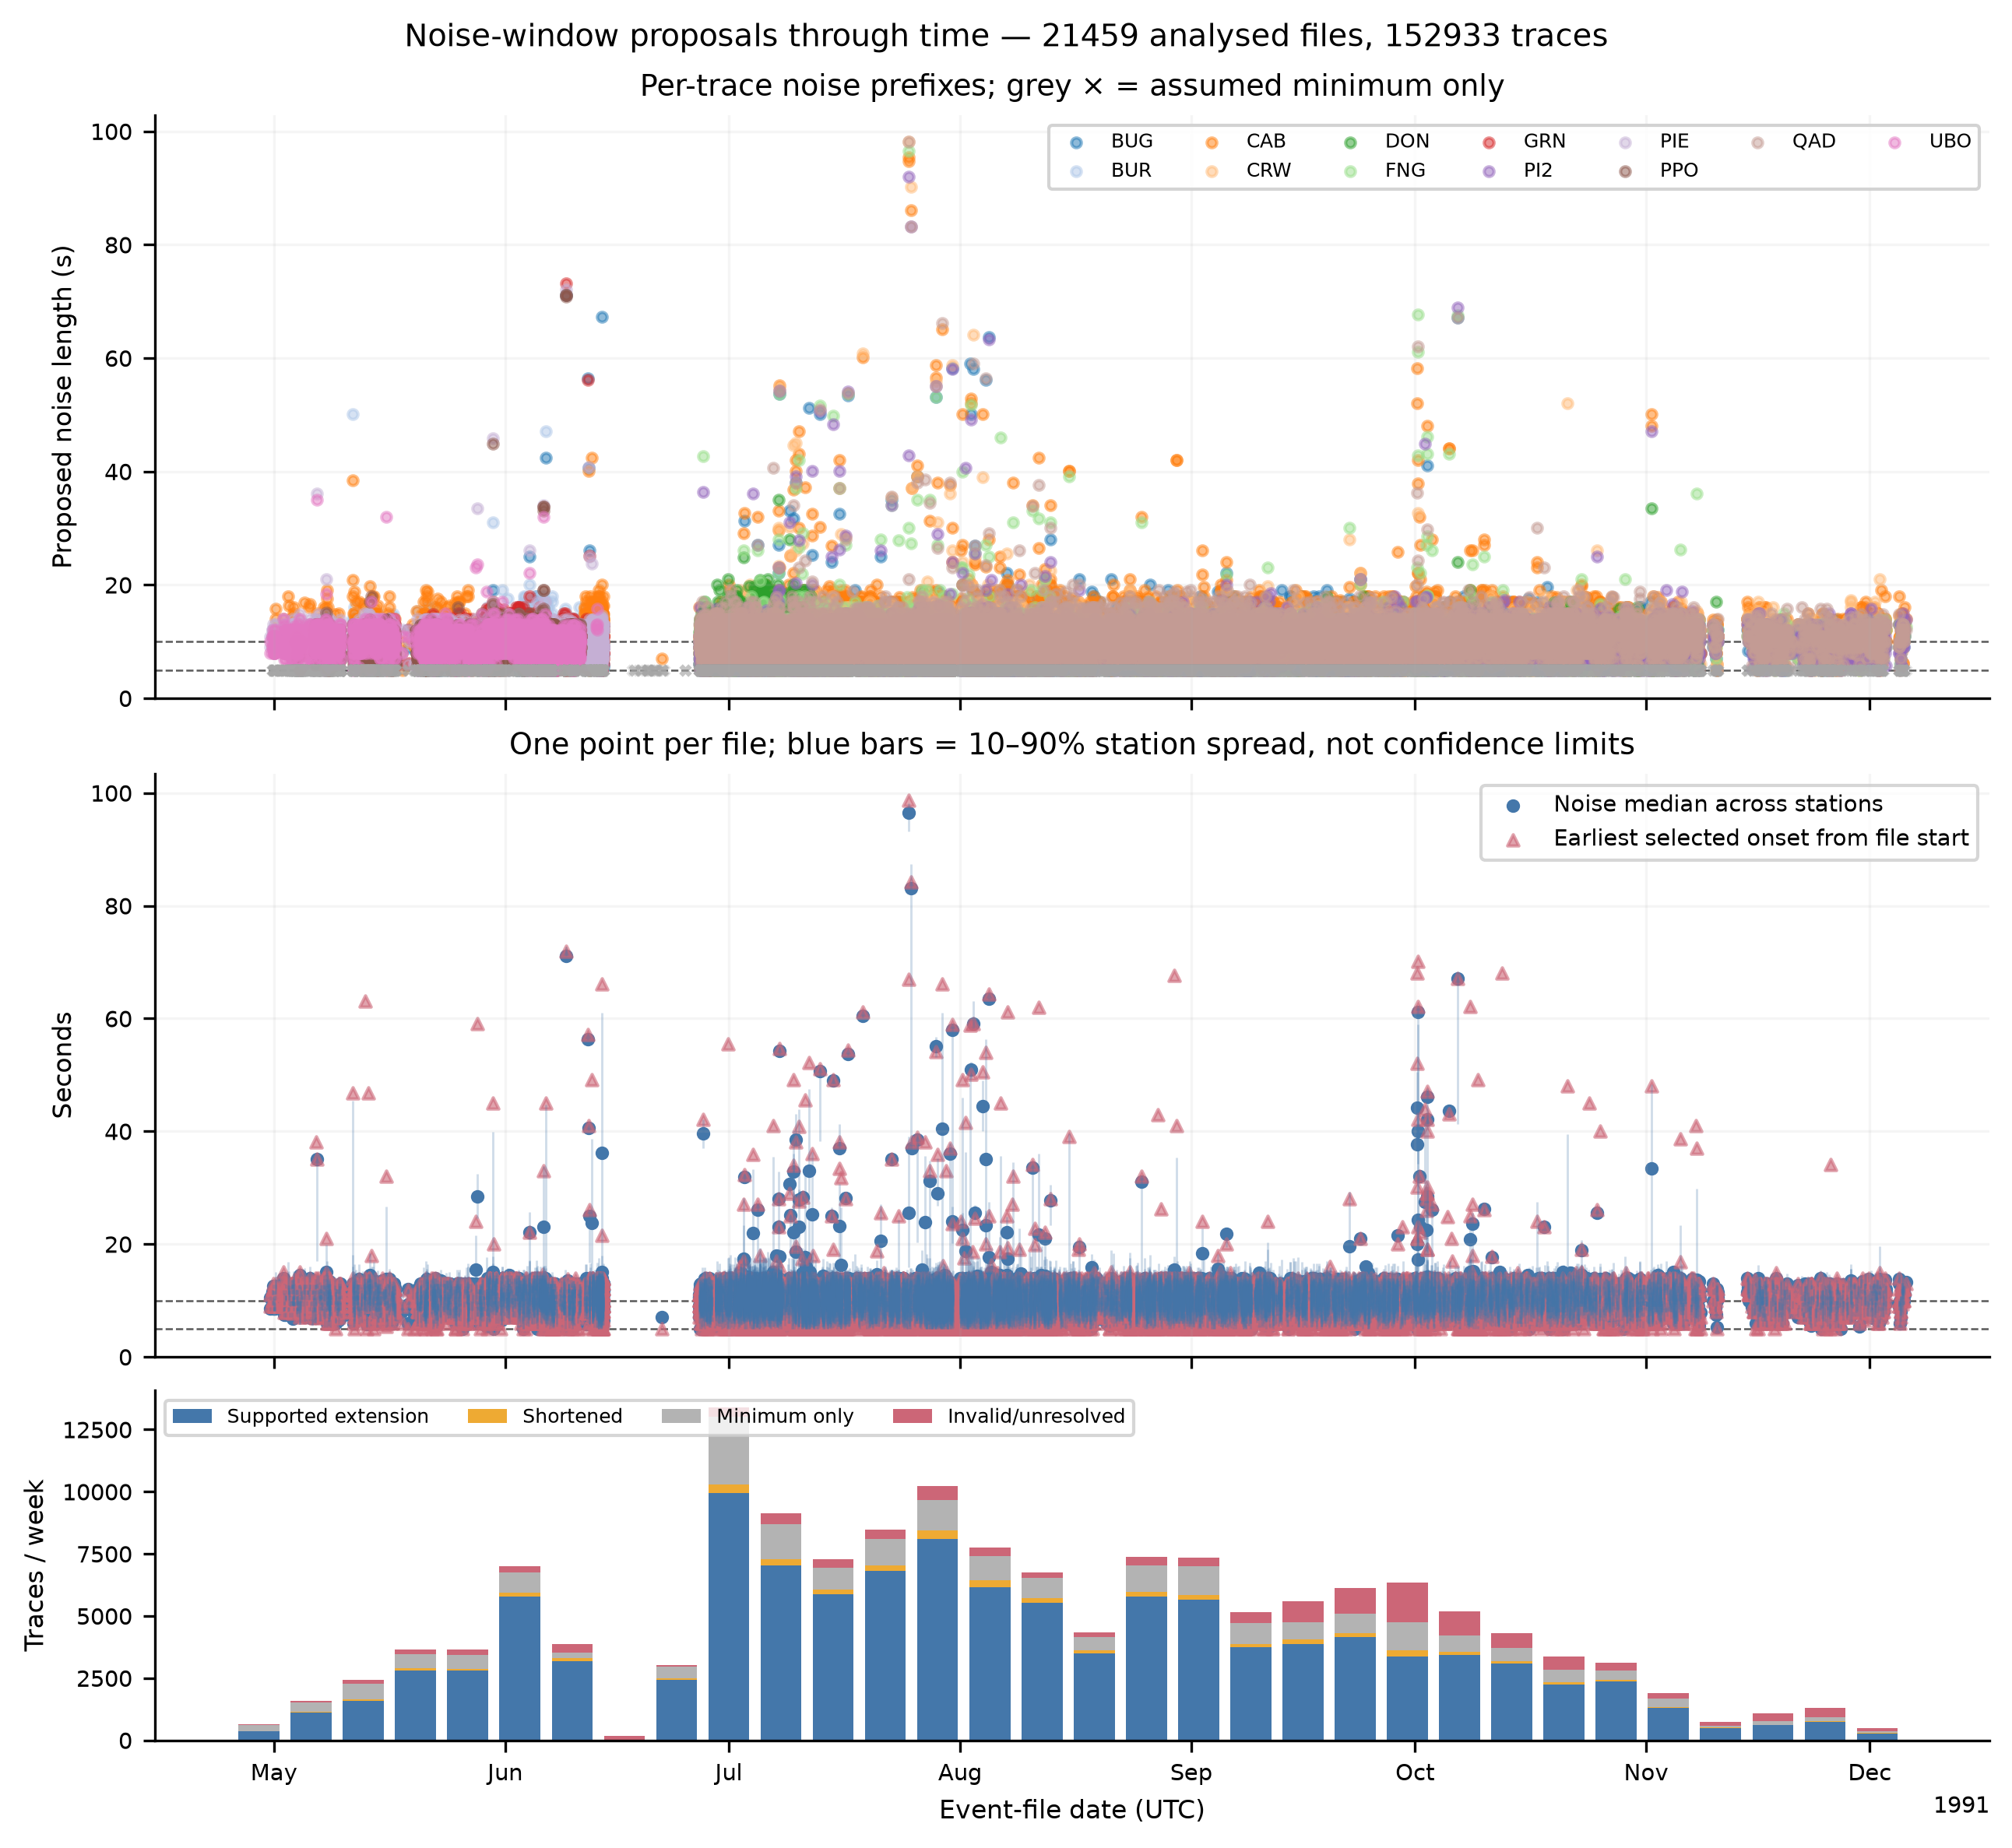 Noise-window proposals through time — 21459 analysed files, 152933 traces
Per-trace noise prefixes; grey × = assumed minimum only
BUG CAB DON GRN PIE QAD UBO
BUR CRW FNG PI2 PPO
Proposed noise length (s)
100
80
60
40
20
0
One point per file; blue bars = 10–90% station spread, not confidence limits
Noise median across stations
Earliest selected onset from file start
Seconds
100
80
60
40
20
0
Supported extension Shortened Minimum only Invalid/unresolved
Traces / week
12500
10000
7500
5000
2500
0
May Jun Jul Aug Sep Oct Nov Dec
Event-file date (UTC)
1991